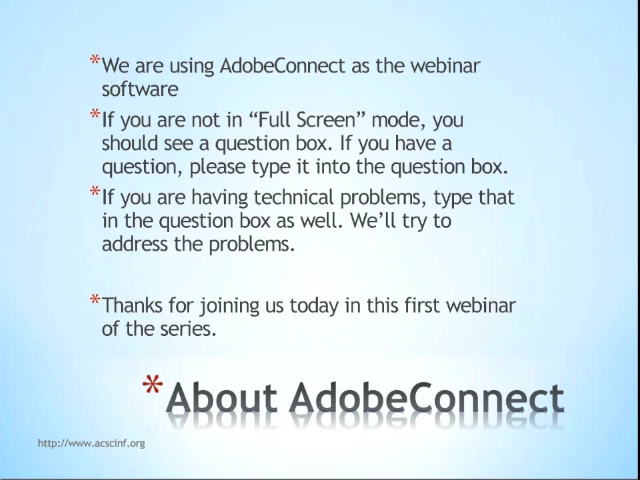 *We are using AdobeConnect as the webinar
software
*If you are not in “Full Screen” mode, you
should see a question box. If you have a
question, please type it into the question box.
*If you are having technical problems, type that
in the question box as well. We’ll try to
address the problems.
*Thanks for joining us today in this first webinar
of the series.
*About AdobeConnect
http://www.acscinf.org